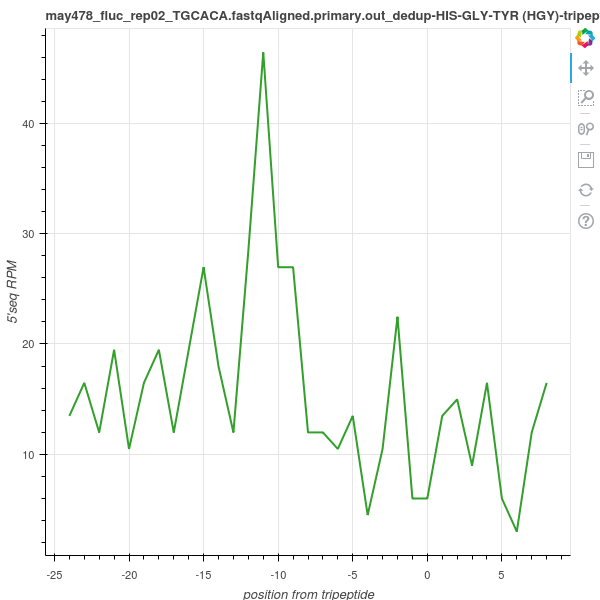 may478_fluc_rep02_TGCACA.fastqAligned.primary.out_dedup-HIS-GLY-TYR (HGY)-tripep
40
30
20
10
5'seq RPM
-25 -20 -15 -10 -5 0 5
position from tripeptide